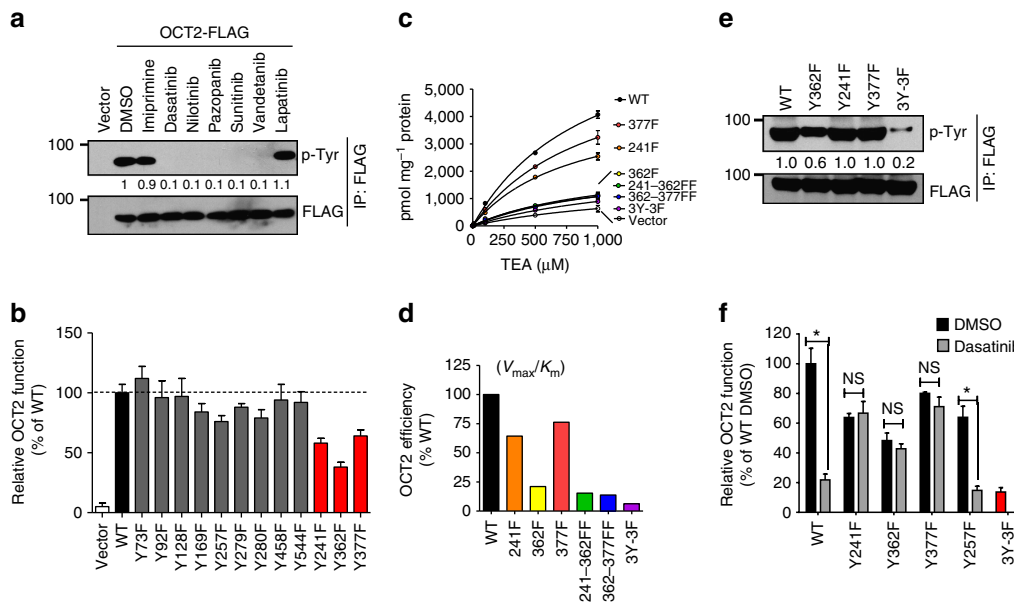 a
OCT2-FLAG
Vector
DMSO
Imiprimine
Dasatinib
Nilotinib
Pazopanib
Sunitinib
Vandetanib
Lapatinib
100
p-Tyr
1 0.9 0.1 0.1 0.1 0.1 0.1 1.1
100
FLAG
IP: FLAG
b
Relative OCT2 function
(% of WT)
150
100
50
0
Vector
WT
Y73F
Y92F
Y128F
Y169F
Y257F
Y279F
Y280F
Y458F
Y544F
Y241F
Y362F
Y377F
c
pmol mg⁻¹ protein
5,000
4,000
3,000
2,000
1,000
0
0 250 500 750 1,000
TEA (μM)
WT
377F
241F
362F
241–362FF
362–377FF
3Y-3F
Vector
d
OCT2 efficiency
(% WT)
(Vmax/Km)
125
100
75
50
25
0
WT
241F
362F
377F
241–362F
362–377F
3Y-3F
e
WT
Y362F
Y241F
Y377F
3Y-3F
100
p-Tyr
1.0 0.6 1.0 1.0 0.2
100
FLAG
IP: FLAG
f
Relative OCT2 function
(% of WT DMSO)
DMSO
Dasatinil
120
100
80
60
40
20
0
*
NS
NS
NS
*
WT
Y241F
Y362F
Y377F
Y257F
3Y-3F